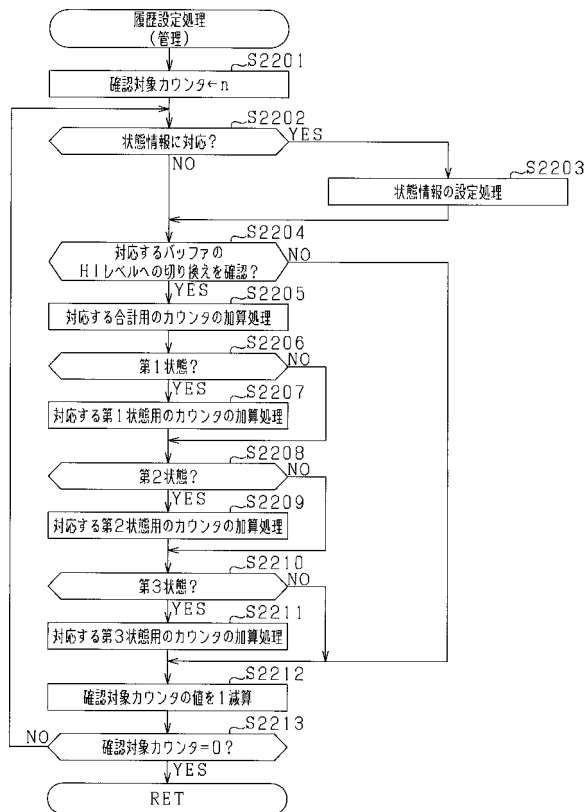 履歴設定処理
(管理)
S2201
確認対象カウンタ←n
S2202
状態情報に対応?
YES
NO
S2203
状態情報の設定処理
S2204
対応するバッファの
HIレベルへの切り換えを確認?
NO
YES
S2205
対応する合計用のカウンタの加算処理
S2206
第1状態?
NO
YES
S2207
対応する第1状態用のカウンタの加算処理
S2208
第2状態?
NO
YES
S2209
対応する第2状態用のカウンタの加算処理
S2210
第3状態?
NO
YES
S2211
対応する第3状態用のカウンタの加算処理
S2212
確認対象カウンタの値を1減算
S2213
NO
確認対象カウンタ=0?
YES
RET